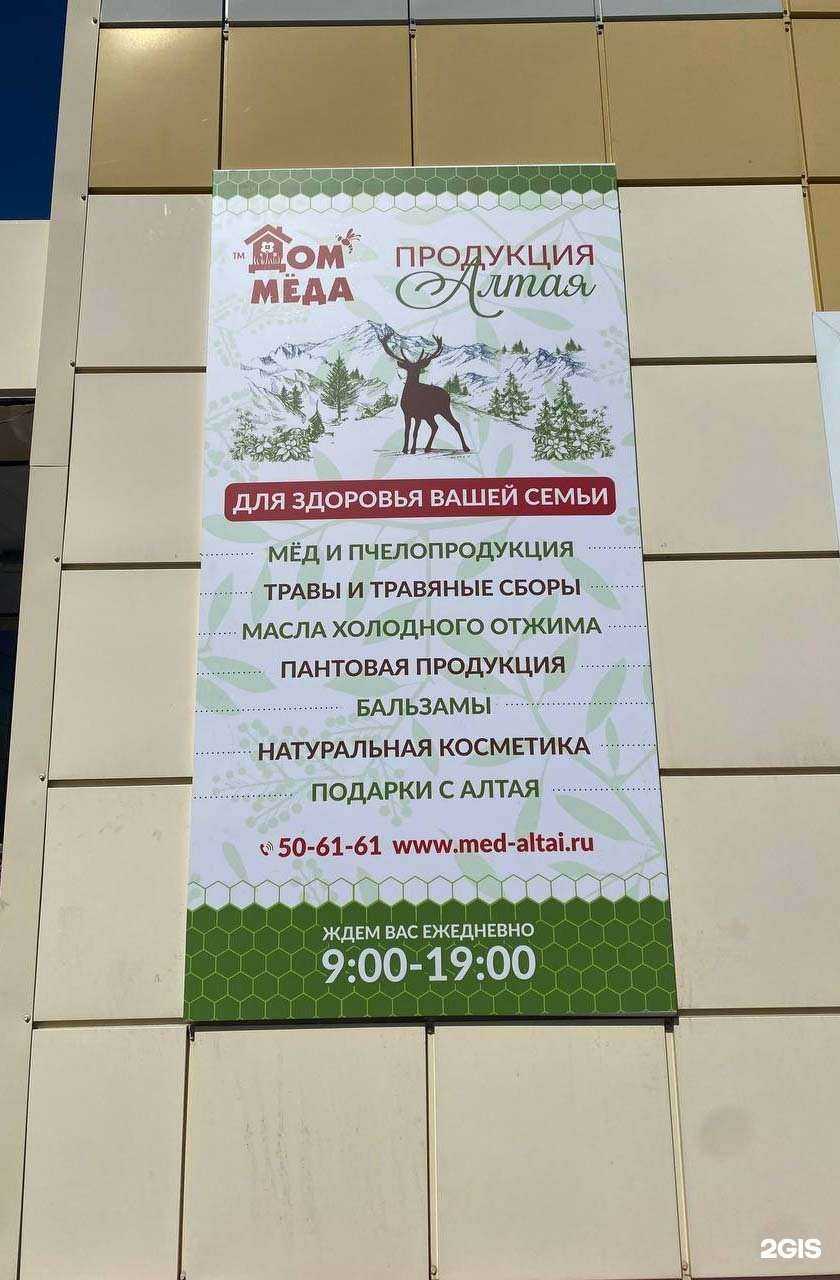 ™ ДОМ МЁДА
ПРОДУКЦИЯ
Алтая
ДЛЯ ЗДОРОВЬЯ ВАШЕЙ СЕМЬИ
МЁД И ПЧЕЛОПРОДУКЦИЯ
ТРАВЫ И ТРАВЯНЫЕ СБОРЫ
МАСЛА ХОЛОДНОГО ОТЖИМА
ПАНТОВАЯ ПРОДУКЦИЯ
БАЛЬЗАМЫ
НАТУРАЛЬНАЯ КОСМЕТИКА
ПОДАРКИ С АЛТАЯ
50-61-61 www.med-altai.ru
ЖДЕМ ВАС ЕЖЕДНЕВНО
9:00-19:00
2GIS